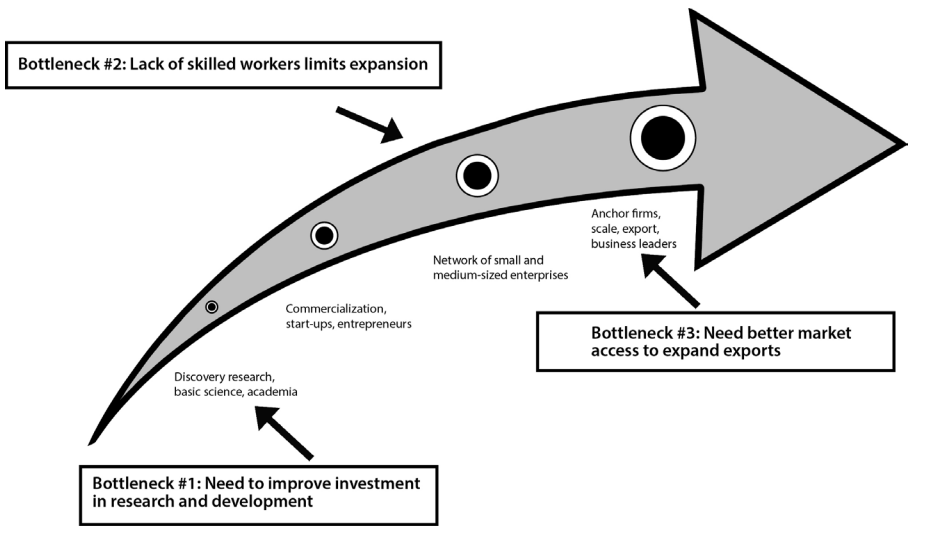 Bottleneck #2: Lack of skilled workers limits expansion
Anchor firms,
scale, export,
business leaders
Network of small and
medium-sized enterprises
Commercialization,
start-ups, entrepreneurs
Bottleneck #3: Need better market
access to expand exports
Discovery research,
basic science, academia
Bottleneck #1: Need to improve investment
in research and development